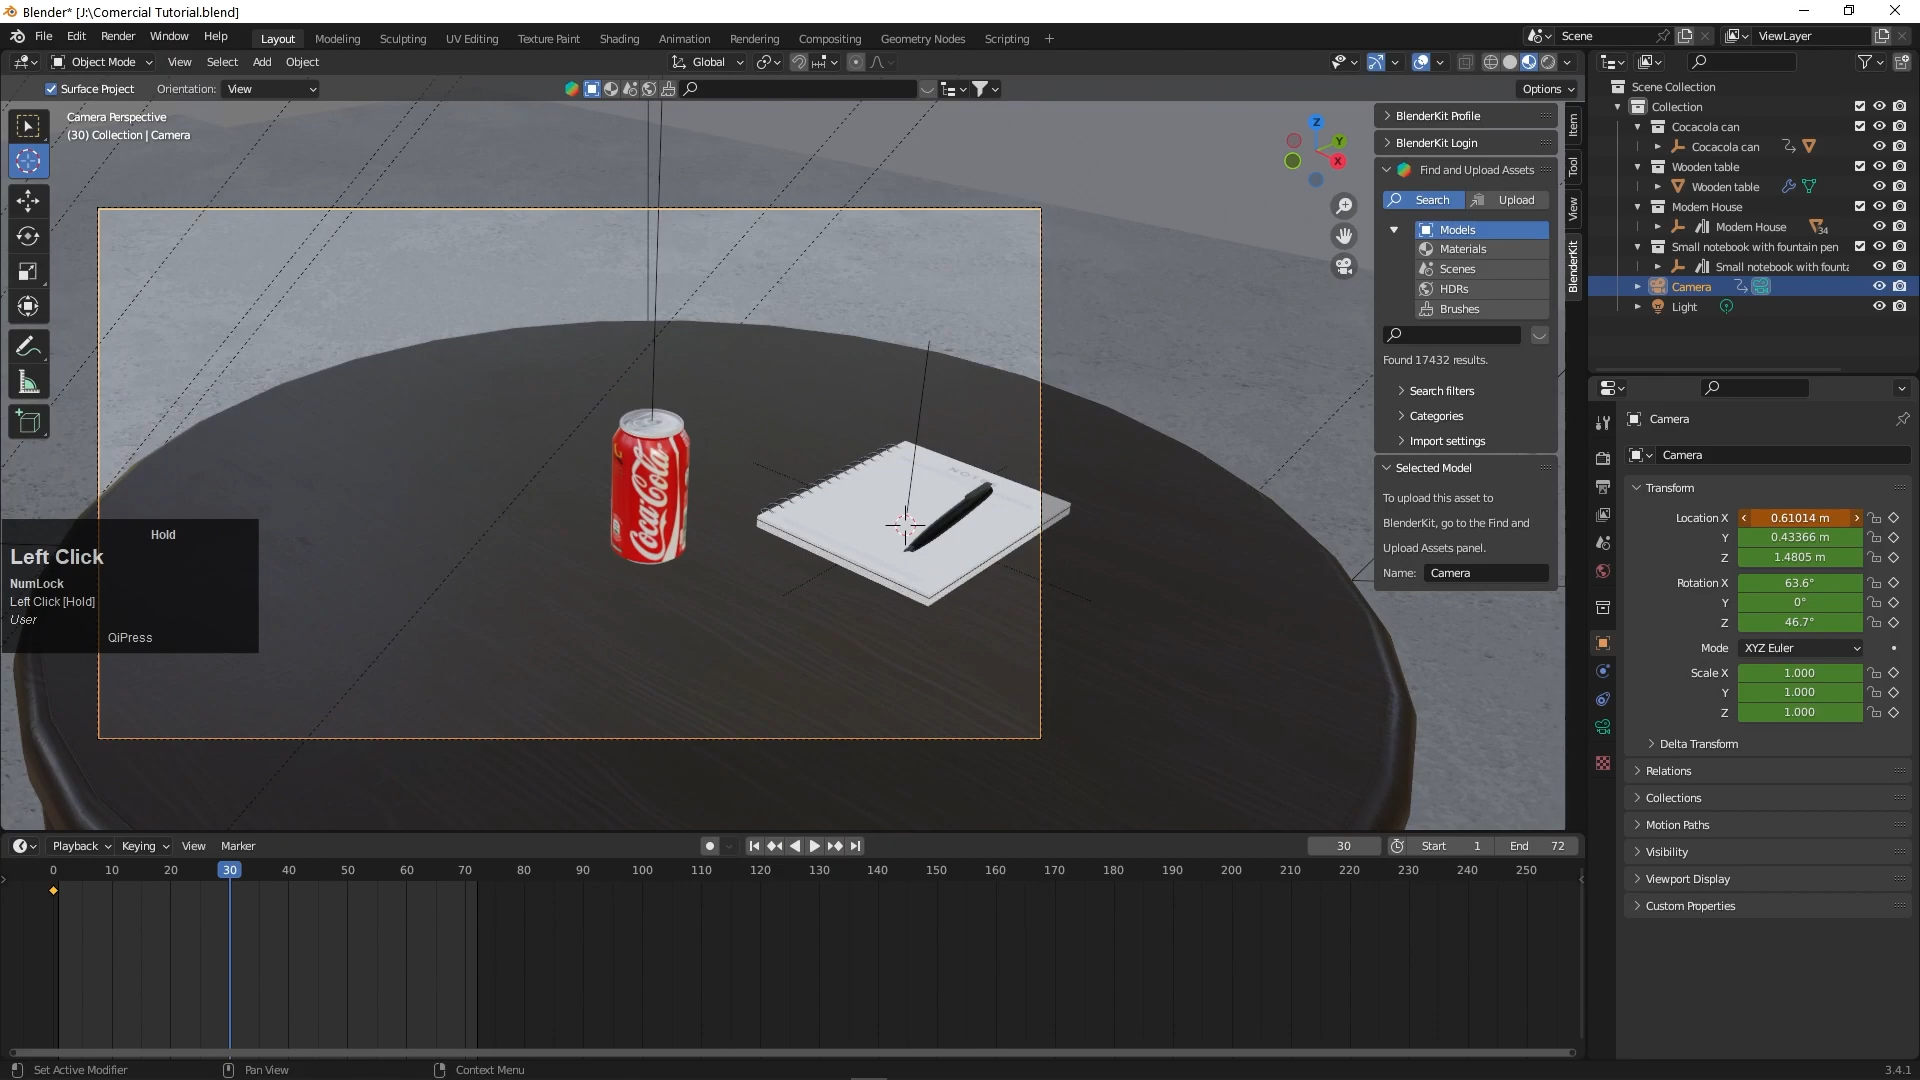 Blender* [J:\Comercial Tutorial.blend]
File Edit Render Window Help Layout Modeling Sculpting UV Editing Texture Paint Shading Animation Rendering Compositing Geometry Nodes Scripting + Scene ViewLayer
Object Mode View Select Add Object Global
Surface Project Orientation: View Options
Camera Perspective
(30) Collection | Camera
Z
Y
X
Item
Tool
View
BlenderKit
BlenderKit Profile
BlenderKit Login
Find and Upload Assets
Search Upload
Models
Materials
Scenes
HDRs
Brushes
Found 17432 results.
Search filters
Categories
Import settings
Selected Model
To upload this asset to
BlenderKit, go to the Find and
Upload Assets panel.
Name: Camera
Coca-Cola
Hold
Left Click
NumLock
Left Click [Hold]
User
QiPress
Scene Collection
Collection
Cocacola can
Cocacola can
Wooden table
Wooden table
Modern House
Modern House 34
Small notebook with fountain pen
Small notebook with founta
Camera
Light
Camera
Camera
Transform
Location X 0.61014 m
Y 0.43366 m
Z 1.4805 m
Rotation X 63.6°
Y 0°
Z 46.7°
Mode XYZ Euler
Scale X 1.000
Y 1.000
Z 1.000
Delta Transform
Relations
Collections
Motion Paths
Visibility
Viewport Display
Custom Properties
Playback Keying View Marker 30 Start 1 End 72
0 10 20 30 40 50 60 70 80 90 100 110 120 130 140 150 160 170 180 190 200 210 220 230 240 250
Set Active Modifier Pan View Context Menu 3.4.1